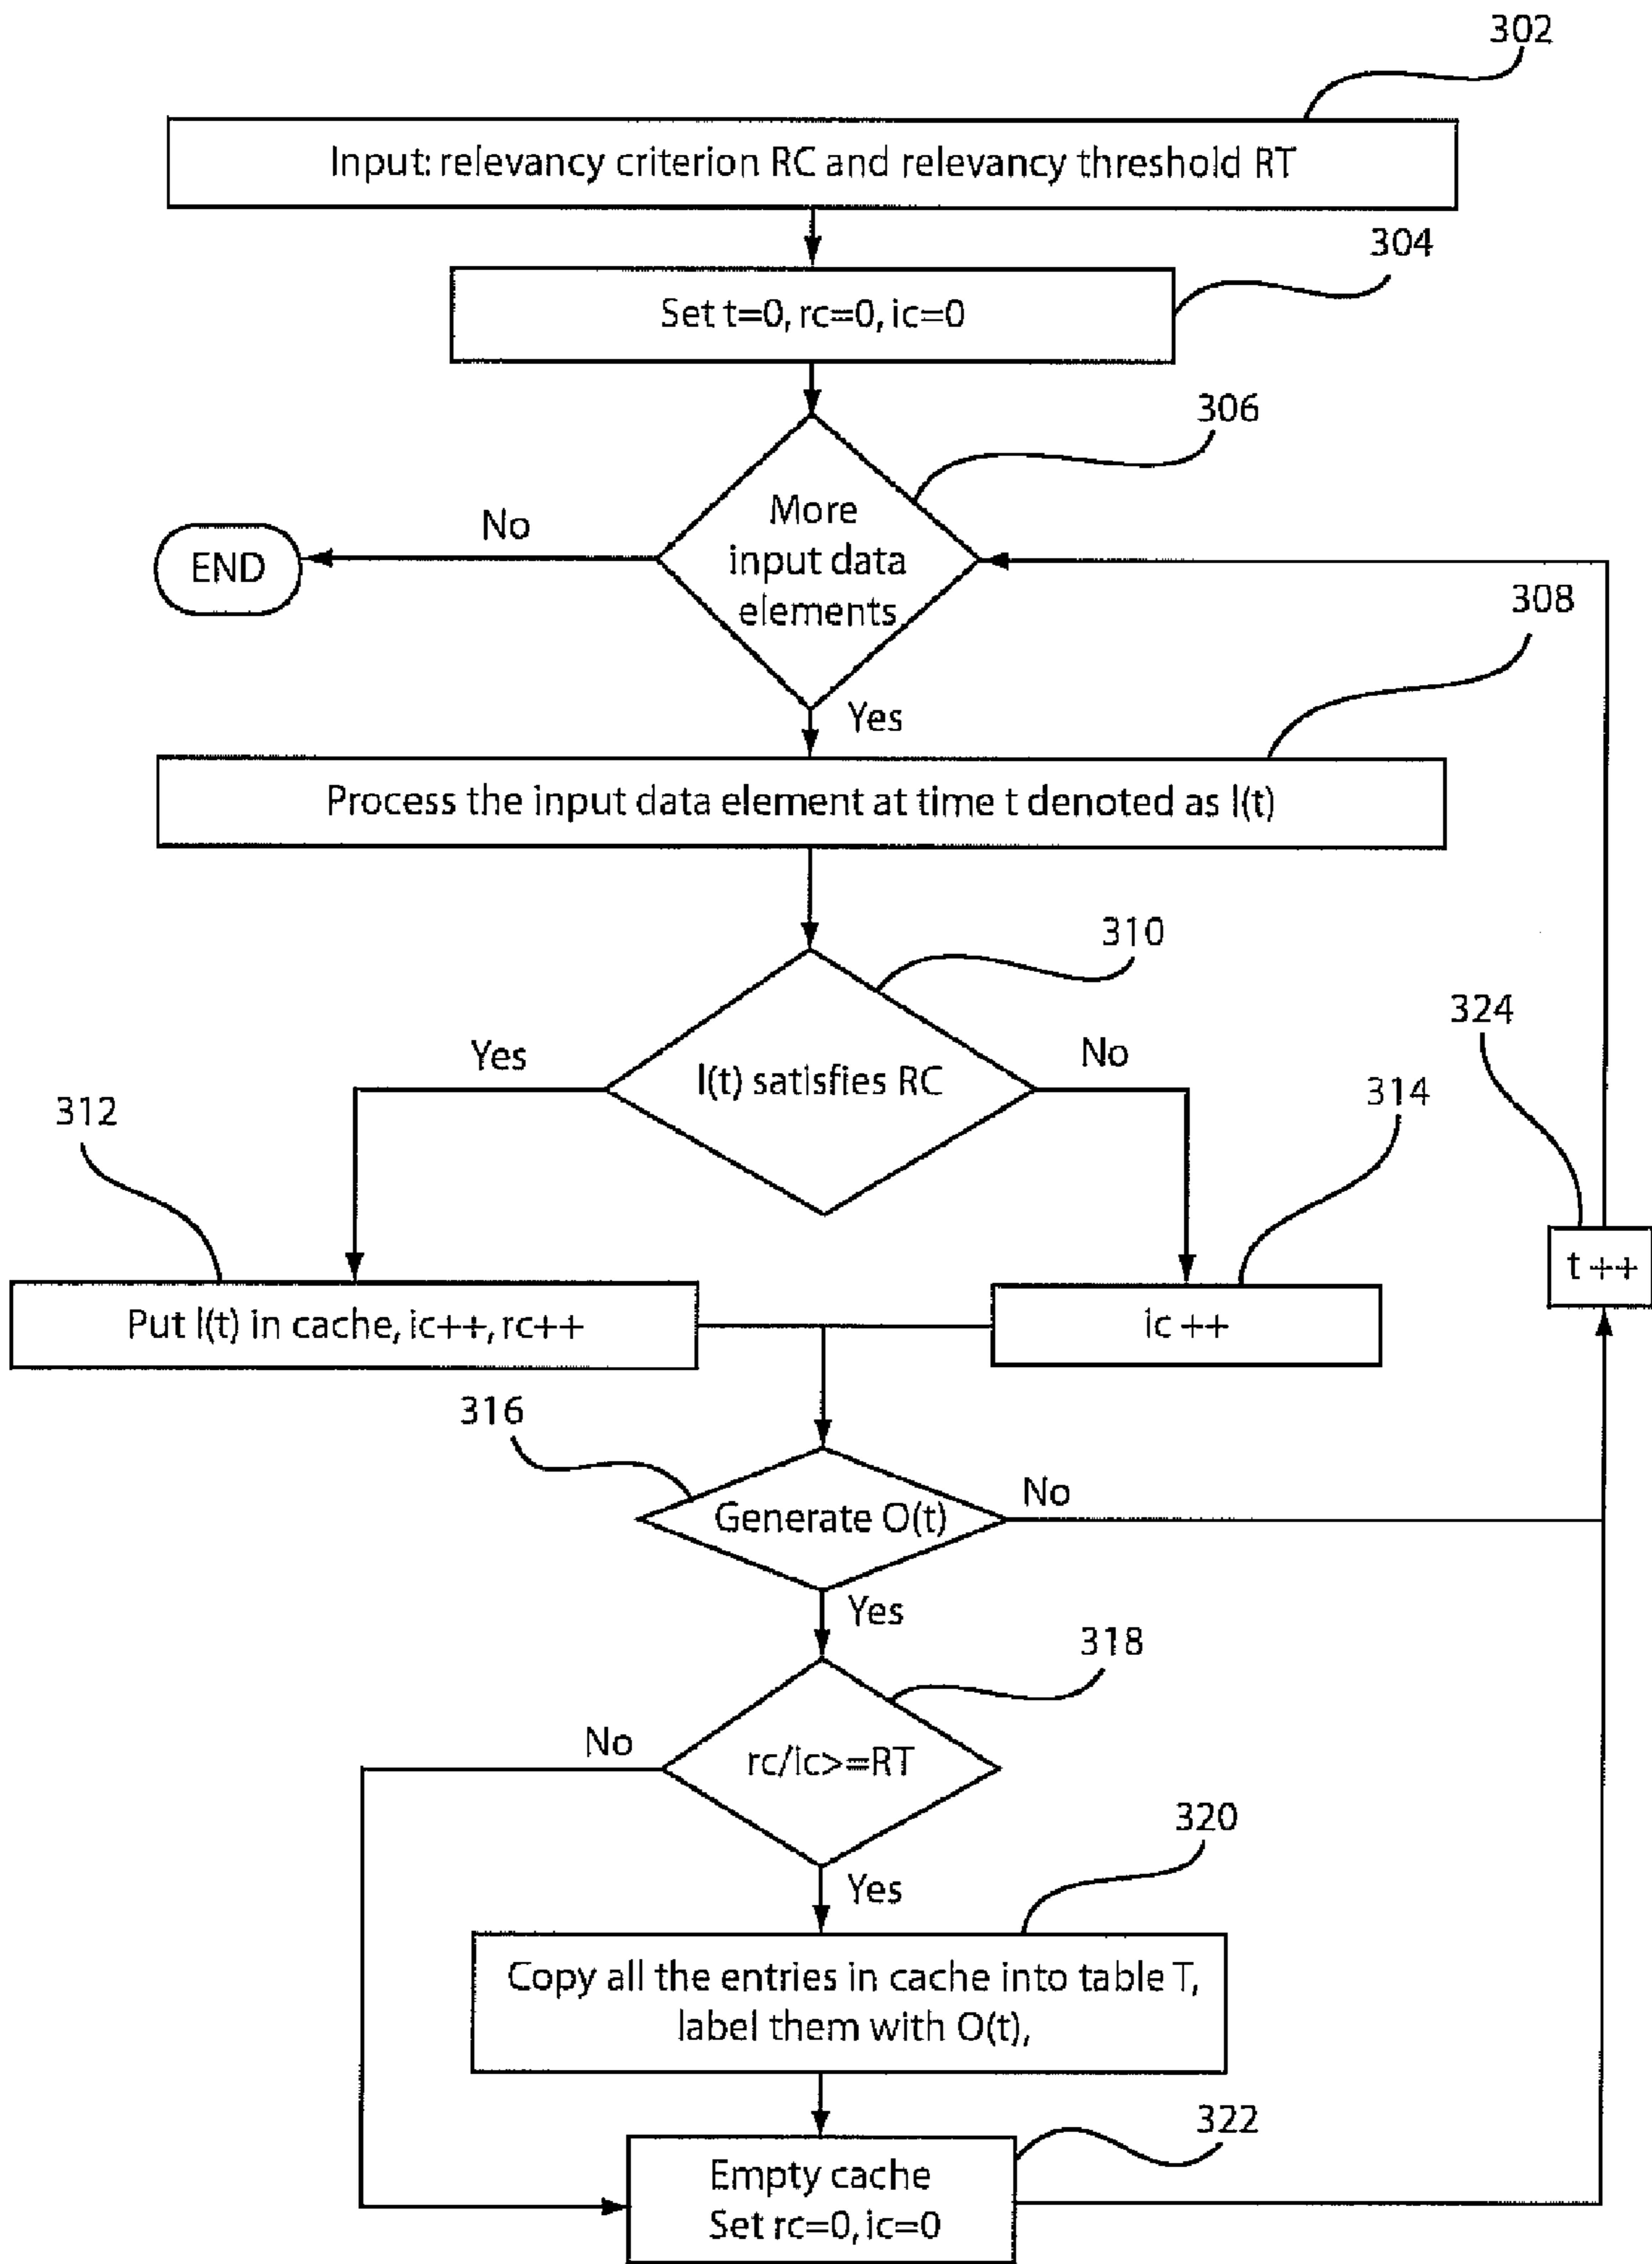 302
Input: relevancy criterion RC and relevancy threshold RT
304
Set t=0, rc=0, ic=0
306
More
input data
elements
No
END
308
Yes
Process the input data element at time t denoted as I(t)
310
324
Yes
I(t) satisfies RC
No
312
314
t ++
Put I(t) in cache, ic++, rc++
ic ++
316
Generate O(t)
No
Yes
318
No
rc/ic>=RT
320
Yes
Copy all the entries in cache into table T,
label them with O(t),
322
Empty cache
Set rc=0, ic=0